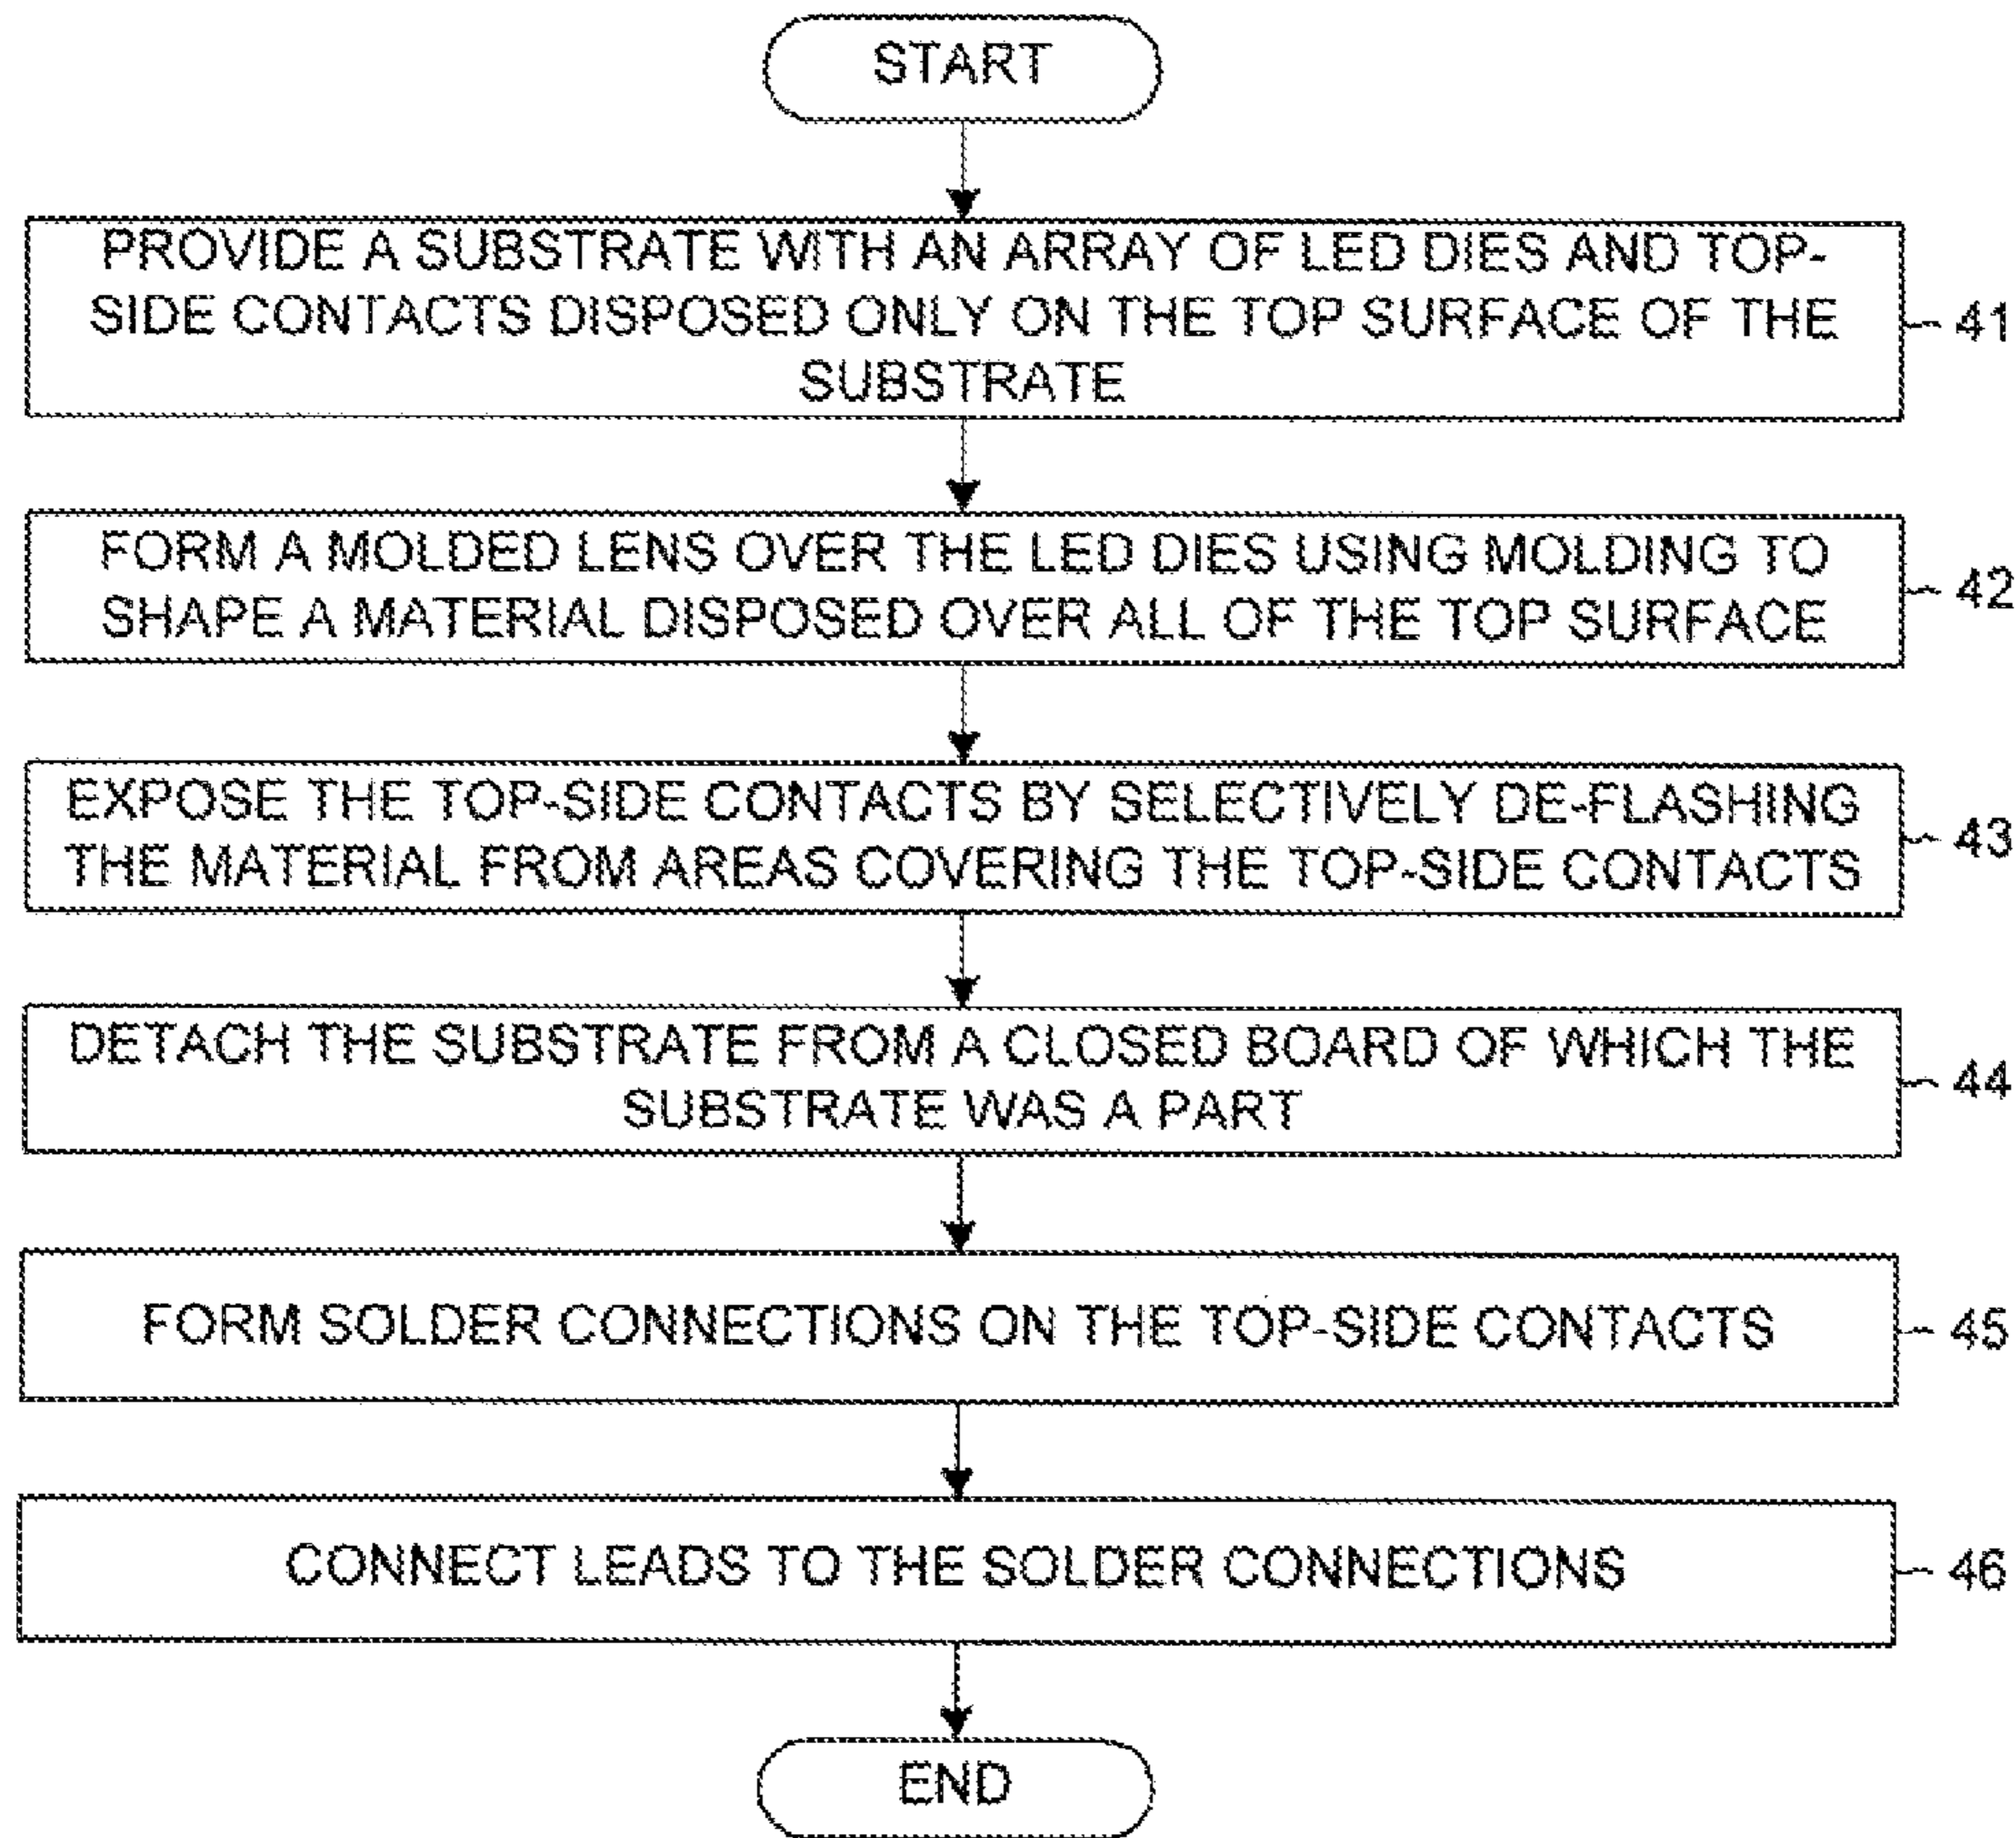 START
PROVIDE A SUBSTRATE WITH AN ARRAY OF LED DIES AND TOP-
SIDE CONTACTS DISPOSED ONLY ON THE TOP SURFACE OF THE
SUBSTRATE
41
FORM A MOLDED LENS OVER THE LED DIES USING MOLDING TO
SHAPE A MATERIAL DISPOSED OVER ALL OF THE TOP SURFACE
42
EXPOSE THE TOP-SIDE CONTACTS BY SELECTIVELY DE-FLASHING
THE MATERIAL FROM AREAS COVERING THE TOP-SIDE CONTACTS
43
DETACH THE SUBSTRATE FROM A CLOSED BOARD OF WHICH THE
SUBSTRATE WAS A PART
44
FORM SOLDER CONNECTIONS ON THE TOP-SIDE CONTACTS
45
CONNECT LEADS TO THE SOLDER CONNECTIONS
46
END